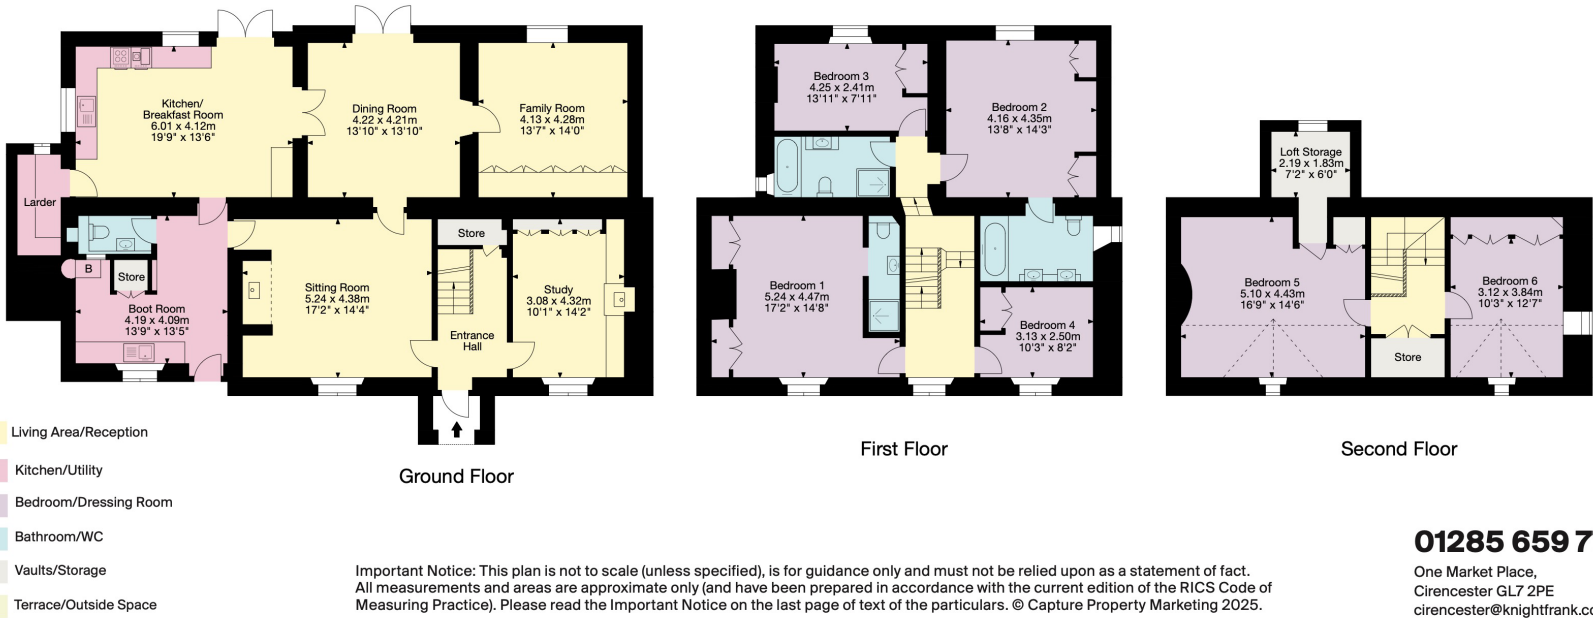 Kitchen/
Breakfast Room
6.01 x 4.12m
19'9" x 13'6"
Dining Room
4.22 x 4.21m
13'10" x 13'10"
Family Room
4.13 x 4.28m
13'7" x 14'0"
Larder
B
Store
Boot Room
4.19 x 4.09m
13'9" x 13'5"
Sitting Room
5.24 x 4.38m
17'2" x 14'4"
Store
Entrance
Hall
Study
3.08 x 4.32m
10'1" x 14'2"
Ground Floor
Bedroom 3
4.25 x 2.41m
13'11" x 7'11"
Bedroom 2
4.16 x 4.35m
13'8" x 14'3"
Bedroom 1
5.24 x 4.47m
17'2" x 14'8"
Bedroom 4
3.13 x 2.50m
10'3" x 8'2"
First Floor
Loft Storage
2.19 x 1.83m
7'2" x 6'0"
Bedroom 5
5.10 x 4.43m
16'9" x 14'6"
Bedroom 6
3.12 x 3.84m
10'3" x 12'7"
Store
Second Floor
Living Area/Reception
Kitchen/Utility
Bedroom/Dressing Room
Bathroom/WC
Vaults/Storage
Terrace/Outside Space
Important Notice: This plan is not to scale (unless specified), is for guidance only and must not be relied upon as a statement of fact.
All measurements and areas are approximate only (and have been prepared in accordance with the current edition of the RICS Code of
Measuring Practice). Please read the Important Notice on the last page of text of the particulars. © Capture Property Marketing 2025.
01285 659 7
One Market Place,
Cirencester GL7 2PE
cirencester@knightfrank.co